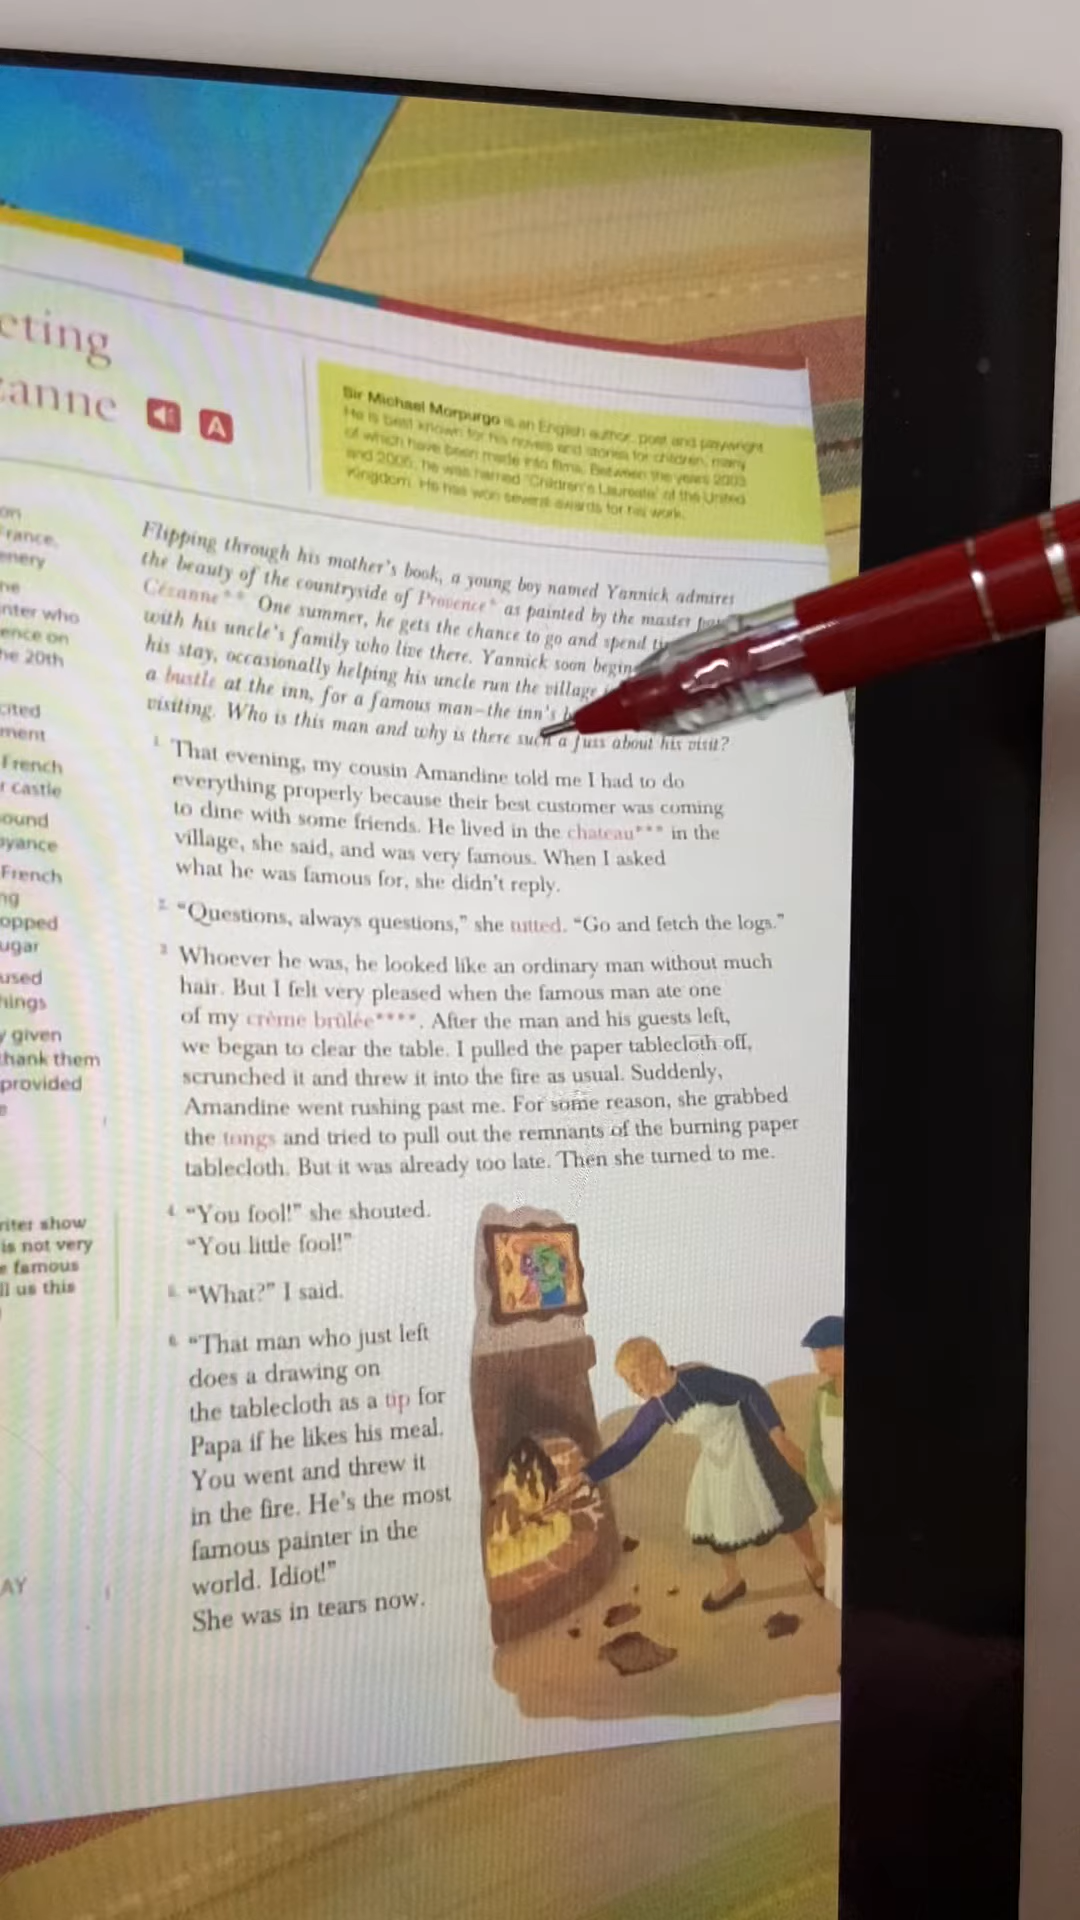 eting
zanne
A
Sir Michael Morpurgo is an English author, poet and playwright
He is best known for his novels and stories for children, many
of which have been made into films. Between the years 2003
and 2005, he was named 'Children's Laureate' of the United
Kingdom. He has won several awards for his work.
on
France.
enery
ne
inter who
ence on
he 20th
cited
ment
French
r castle
ound
oyance
French
ng
opped
ugar
used
hings
y given
thank them
provided
e
riter show
is not very
e famous
ll us this
AY
Flipping through his mother's book, a young boy named Yannick admires
the beauty of the countryside of Provence* as painted by the master
Cézanne** One summer, he gets the chance to go and spend
with his uncle's family who live there. Yannick soon begin
his stay, occasionally helping his uncle run the village
a bustle at the inn, for a famous man–the inn's b
visiting. Who is this man and why is there such a fuss about his visit?
1. That evening, my cousin Amandine told me I had to do
everything properly because their best customer was coming
to dine with some friends. He lived in the chateau*** in the
village, she said, and was very famous. When I asked
what he was famous for, she didn't reply.
2. "Questions, always questions," she tutted. "Go and fetch the logs."
3 Whoever he was, he looked like an ordinary man without much
hair. But I felt very pleased when the famous man ate one
of my crème brûlée****. After the man and his guests left,
we began to clear the table. I pulled the paper tablecloth off,
scrunched it and threw it into the fire as usual. Suddenly,
Amandine went rushing past me. For some reason, she grabbed
the tongs and tried to pull out the remnants of the burning paper
tablecloth. But it was already too late. Then she turned to me.
4. "You fool!" she shouted.
"You little fool!"
5. "What?" I said.
6. "That man who just left
does a drawing on
the tablecloth as a tip for
Papa if he likes his meal.
You went and threw it
in the fire. He's the most
famous painter in the
world. Idiot!"
She was in tears now.